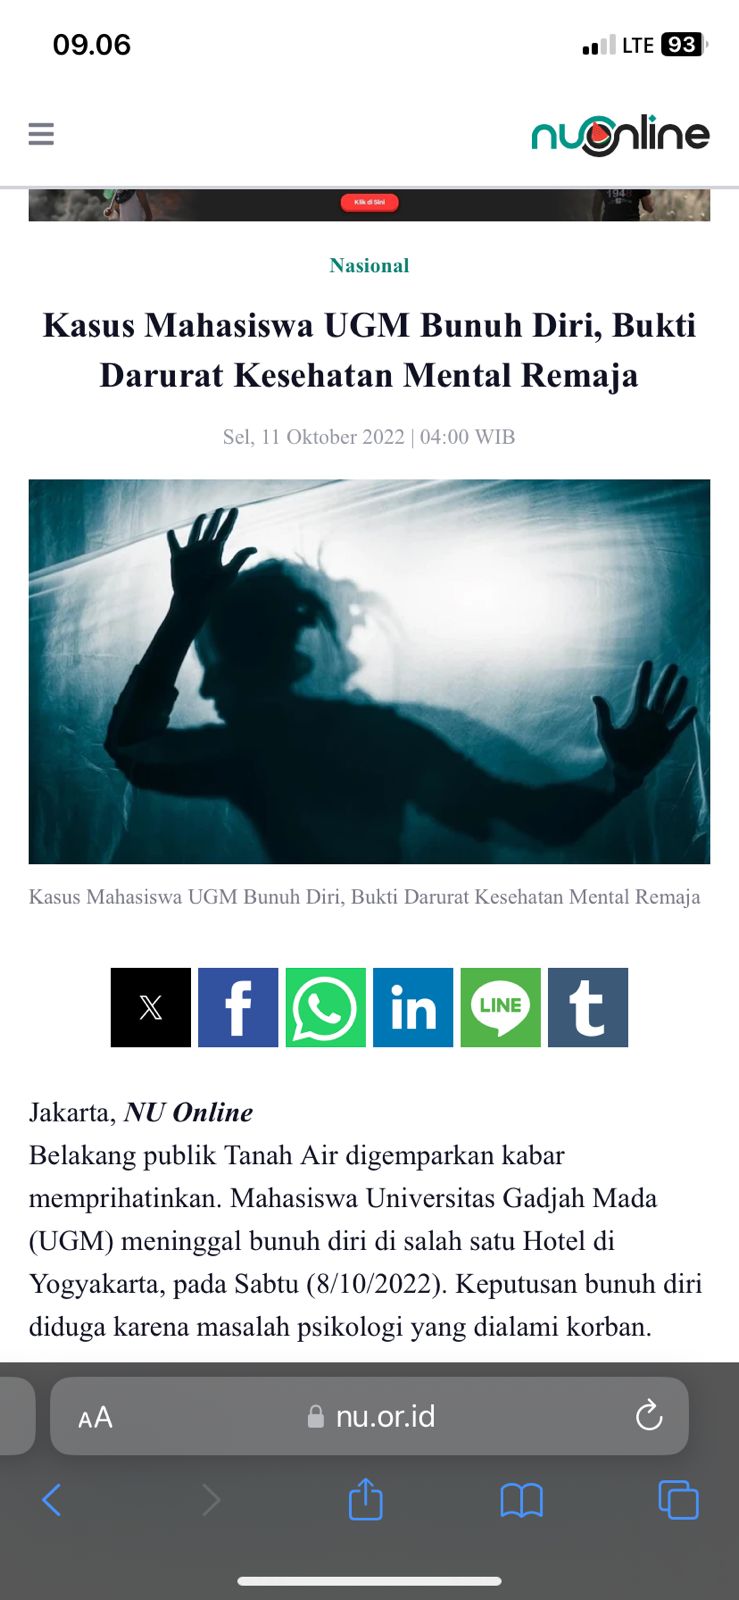 09.06
LTE 93
nuonline
Klik di Sini
194
Nasional
Kasus Mahasiswa UGM Bunuh Diri, Bukti
Darurat Kesehatan Mental Remaja
Sel, 11 Oktober 2022 | 04:00 WIB
Kasus Mahasiswa UGM Bunuh Diri, Bukti Darurat Kesehatan Mental Remaja
X
f
in
LINE
t
Jakarta, NU Online
Belakang publik Tanah Air digemparkan kabar
memprihatinkan. Mahasiswa Universitas Gadjah Mada
(UGM) meninggal bunuh diri di salah satu Hotel di
Yogyakarta, pada Sabtu (8/10/2022). Keputusan bunuh diri
diduga karena masalah psikologi yang dialami korban.
AA
nu.or.id